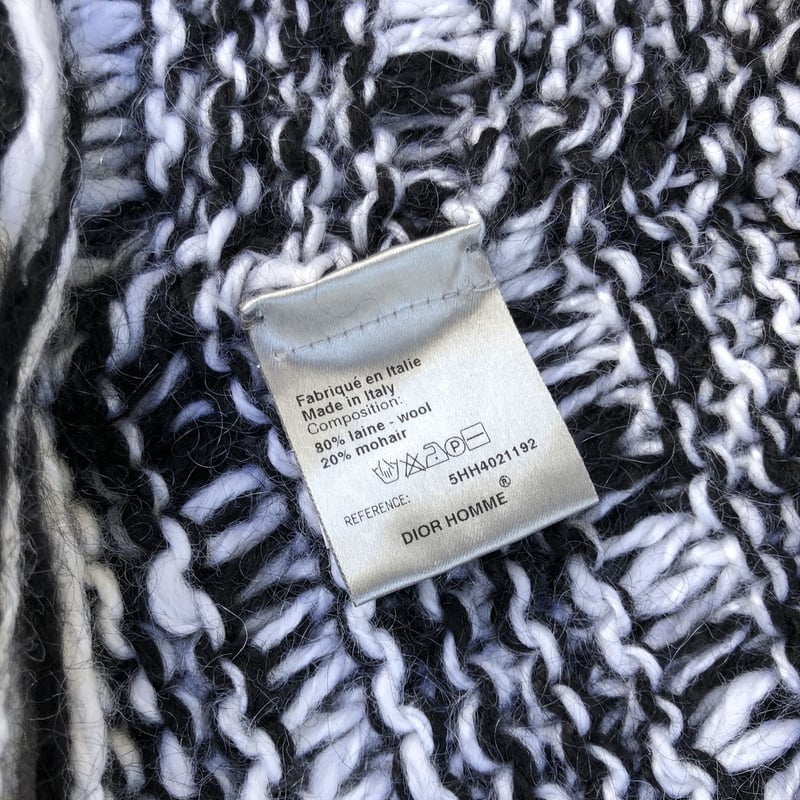 Fabriqué en Italie
Made in Italy
Composition:
80% laine - wool
20% mohair
P
REFERENCE: 5HH4021192
DIOR HOMME®